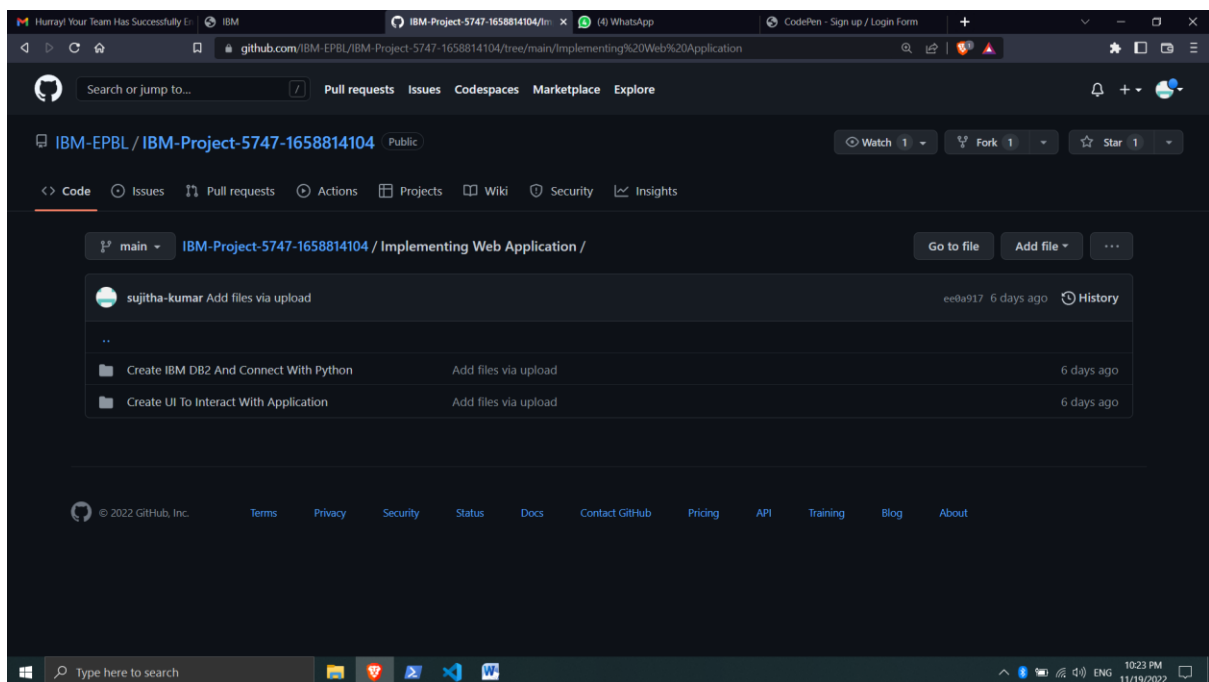 Hurray! Your Team Has Successfully En IBM IBM-Project-5747-1658814104/Im (4) WhatsApp CodePen - Sign up / Login Form
github.com/IBM-EPBL/IBM-Project-5747-1658814104/tree/main/Implementing%20Web%20Application
Search or jump to... / Pull requests Issues Codespaces Marketplace Explore
IBM-EPBL / IBM-Project-5747-1658814104 Public Watch 1 Fork 1 Star 1
Code Issues Pull requests Actions Projects Wiki Security Insights
main IBM-Project-5747-1658814104 / Implementing Web Application / Go to file Add file ...
sujitha-kumar Add files via upload ee0a917 6 days ago History
..
Create IBM DB2 And Connect With Python Add files via upload 6 days ago
Create UI To Interact With Application Add files via upload 6 days ago
© 2022 GitHub, Inc. Terms Privacy Security Status Docs Contact GitHub Pricing API Training Blog About
Type here to search ENG 10:23 PM
11/19/2022